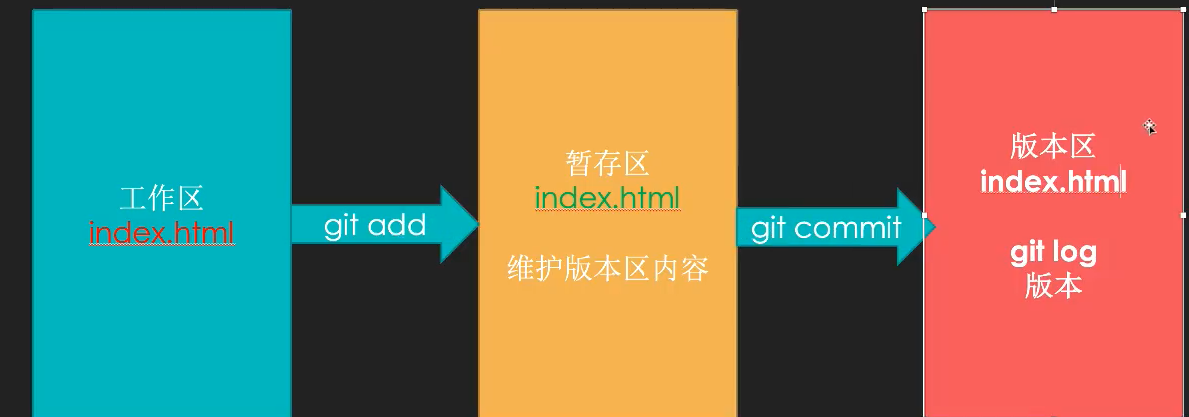 工作区
index.html
git add
暂存区
index.html
维护版本区内容
git commit
版本区
index.html
git log
版本